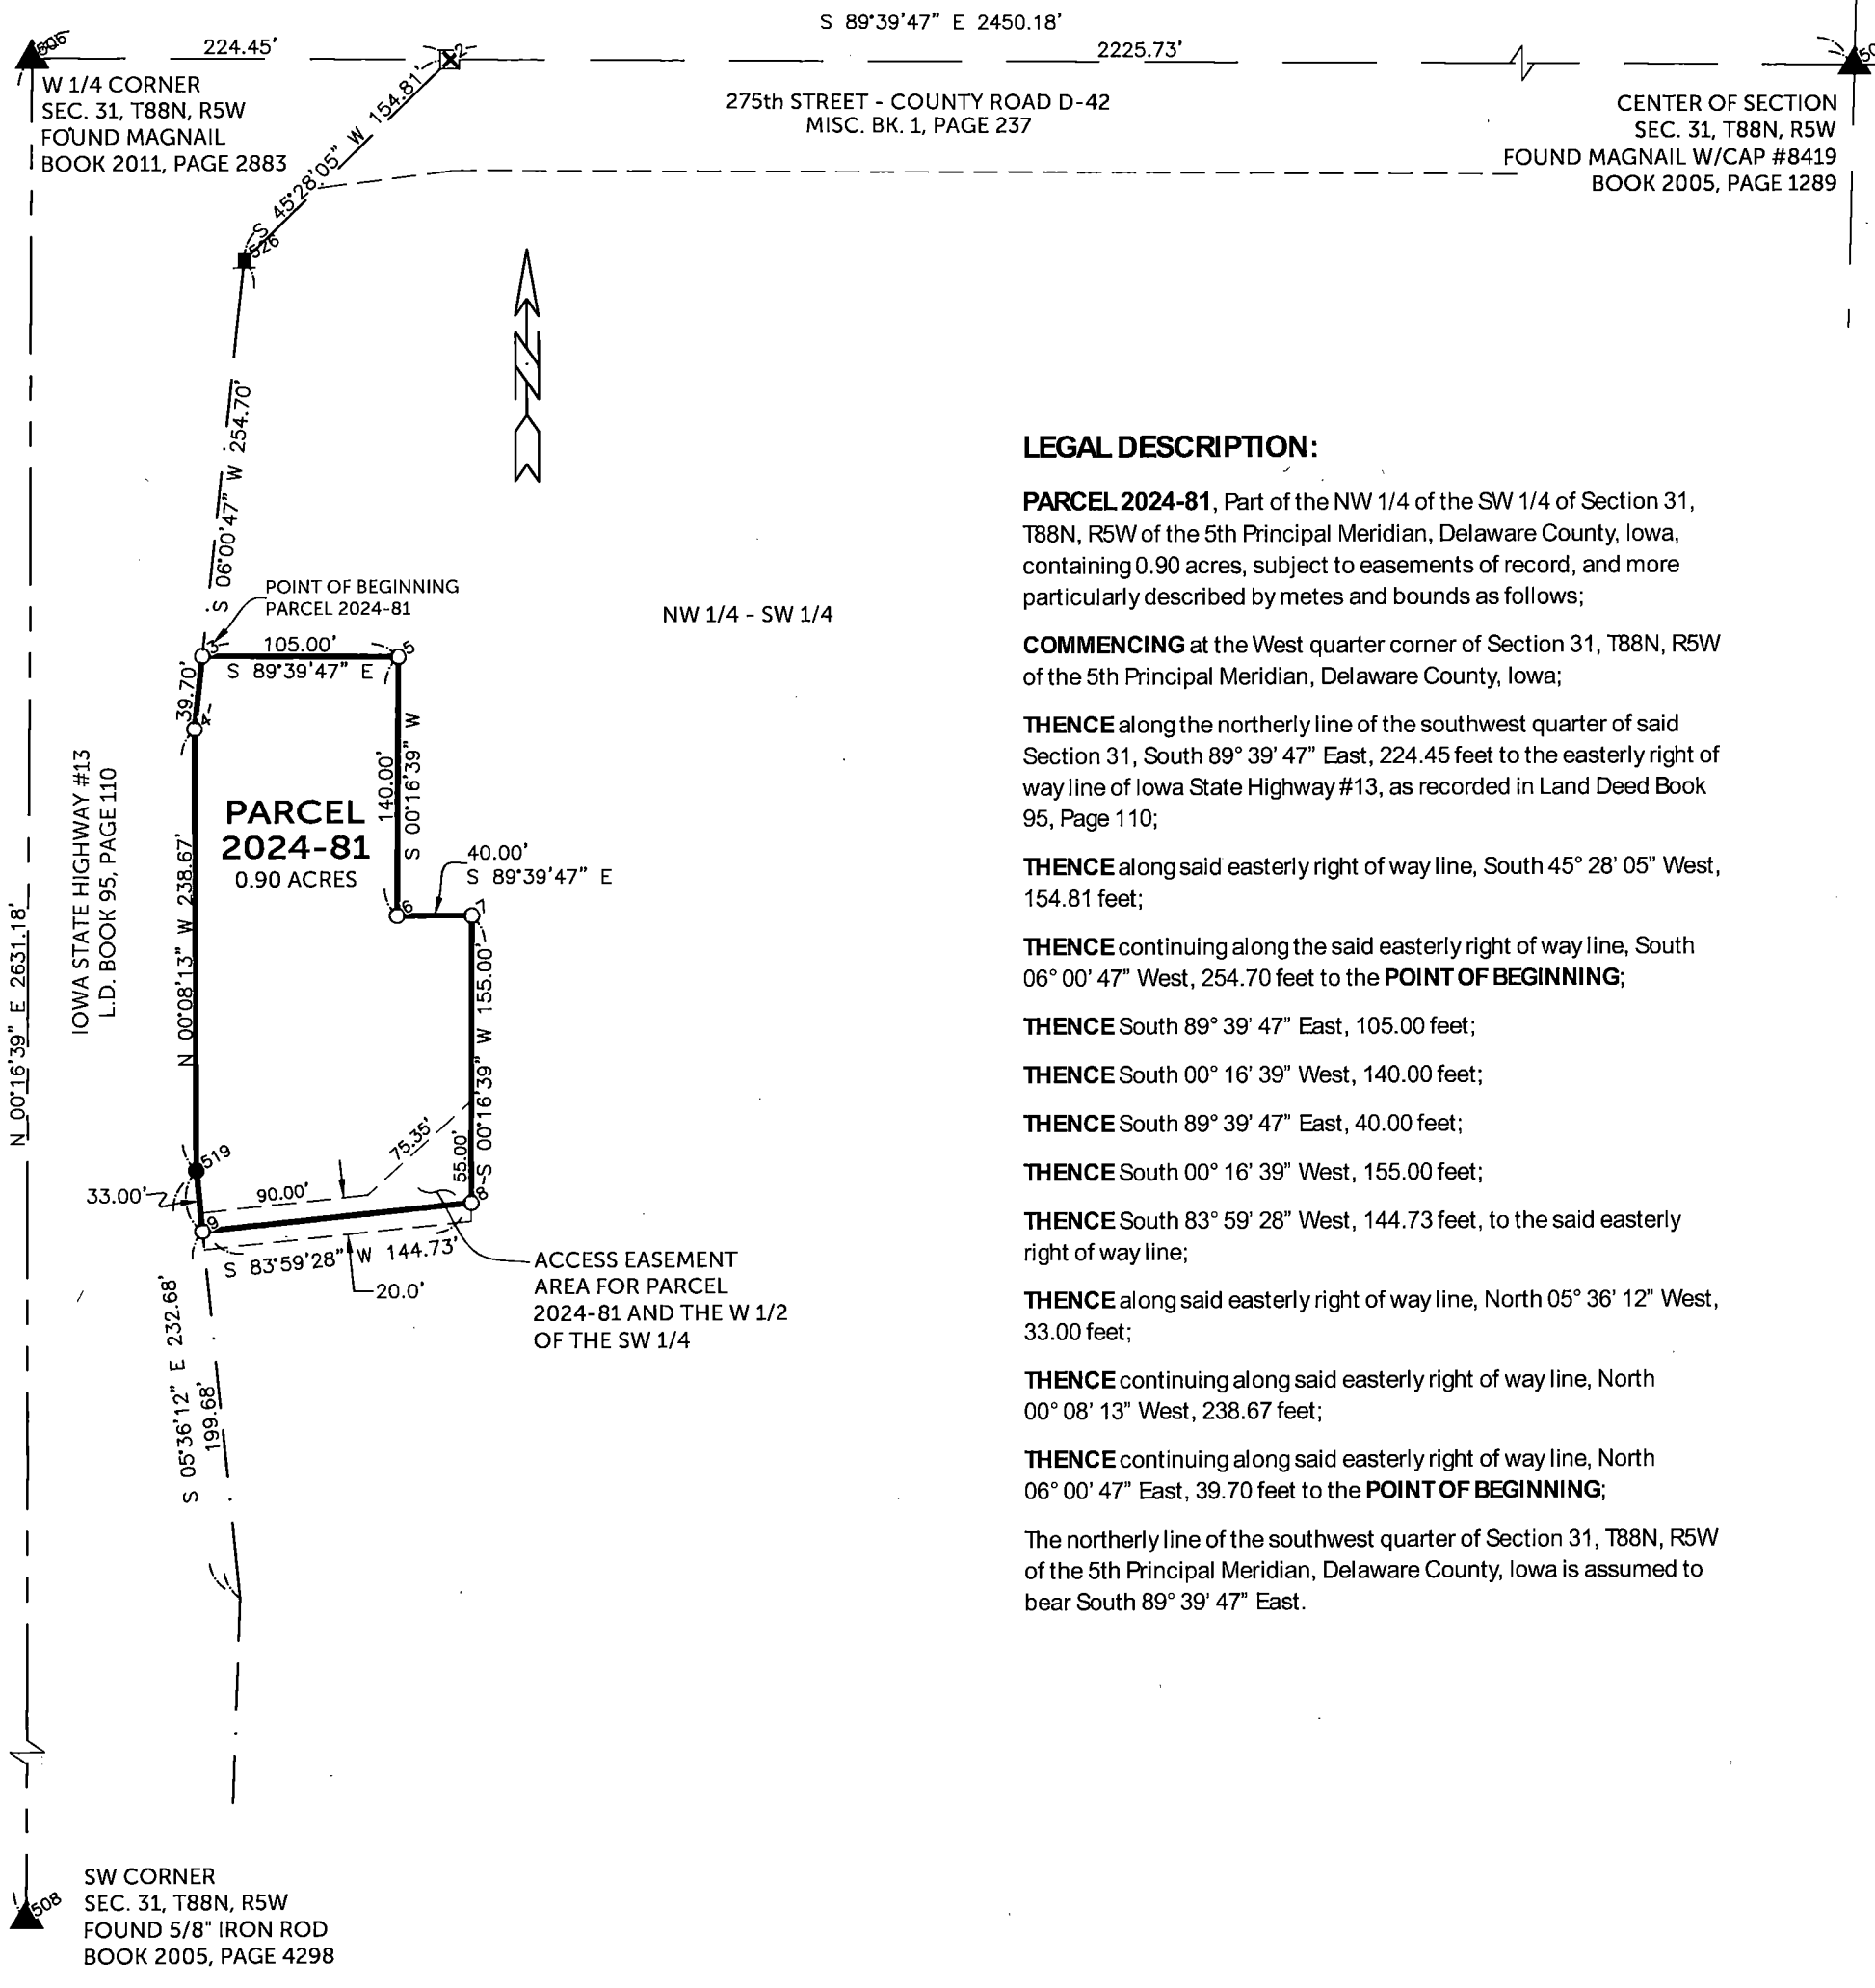 S 89°39'47" E 2450.18'
224.45'
2225.73'
506
2
W 1/4 CORNER
SEC. 31, T88N, R5W
FOUND MAGNAIL
BOOK 2011, PAGE 2883
275th STREET - COUNTY ROAD D-42
MISC. BK. 1, PAGE 237
CENTER OF SECTION
SEC. 31, T88N, R5W
FOUND MAGNAIL W/CAP #8419
BOOK 2005, PAGE 1289
S 45°28'05" W 154.81'
526
S 06°00'47" W 254.70'
N
POINT OF BEGINNING
PARCEL 2024-81
NW 1/4 - SW 1/4
3
105.00'
5
S 89°39'47" E
39.70'
4
140.00'
S 00°16'39" W
IOWA STATE HIGHWAY #13
L.D. BOOK 95, PAGE 110
PARCEL
2024-81
0.90 ACRES
N 00°08'13" W 238.67'
40.00'
S 89°39'47" E
6
7
S 00°16'39" W 155.00'
N 00°16'39" E 2631.18'
519
75.35'
55.00'
8
33.00'
90.00'
9
S 83°59'28" W 144.73'
20.0'
ACCESS EASEMENT
AREA FOR PARCEL
2024-81 AND THE W 1/2
OF THE SW 1/4
S 05°36'12" E 232.68'
199.68'
508
SW CORNER
SEC. 31, T88N, R5W
FOUND 5/8" IRON ROD
BOOK 2005, PAGE 4298
LEGAL DESCRIPTION:
PARCEL 2024-81, Part of the NW 1/4 of the SW 1/4 of Section 31,
T88N, R5W of the 5th Principal Meridian, Delaware County, Iowa,
containing 0.90 acres, subject to easements of record, and more
particularly described by metes and bounds as follows;
COMMENCING at the West quarter corner of Section 31, T88N, R5W
of the 5th Principal Meridian, Delaware County, Iowa;
THENCE along the northerly line of the southwest quarter of said
Section 31, South 89° 39' 47" East, 224.45 feet to the easterly right of
way line of Iowa State Highway #13, as recorded in Land Deed Book
95, Page 110;
THENCE along said easterly right of way line, South 45° 28' 05" West,
154.81 feet;
THENCE continuing along the said easterly right of way line, South
06° 00' 47" West, 254.70 feet to the POINT OF BEGINNING;
THENCE South 89° 39' 47" East, 105.00 feet;
THENCE South 00° 16' 39" West, 140.00 feet;
THENCE South 89° 39' 47" East, 40.00 feet;
THENCE South 00° 16' 39" West, 155.00 feet;
THENCE South 83° 59' 28" West, 144.73 feet, to the said easterly
right of way line;
THENCE along said easterly right of way line, North 05° 36' 12" West,
33.00 feet;
THENCE continuing along said easterly right of way line, North
00° 08' 13" West, 238.67 feet;
THENCE continuing along said easterly right of way line, North
06° 00' 47" East, 39.70 feet to the POINT OF BEGINNING;
The northerly line of the southwest quarter of Section 31, T88N, R5W
of the 5th Principal Meridian, Delaware County, Iowa is assumed to
bear South 89° 39' 47" East.